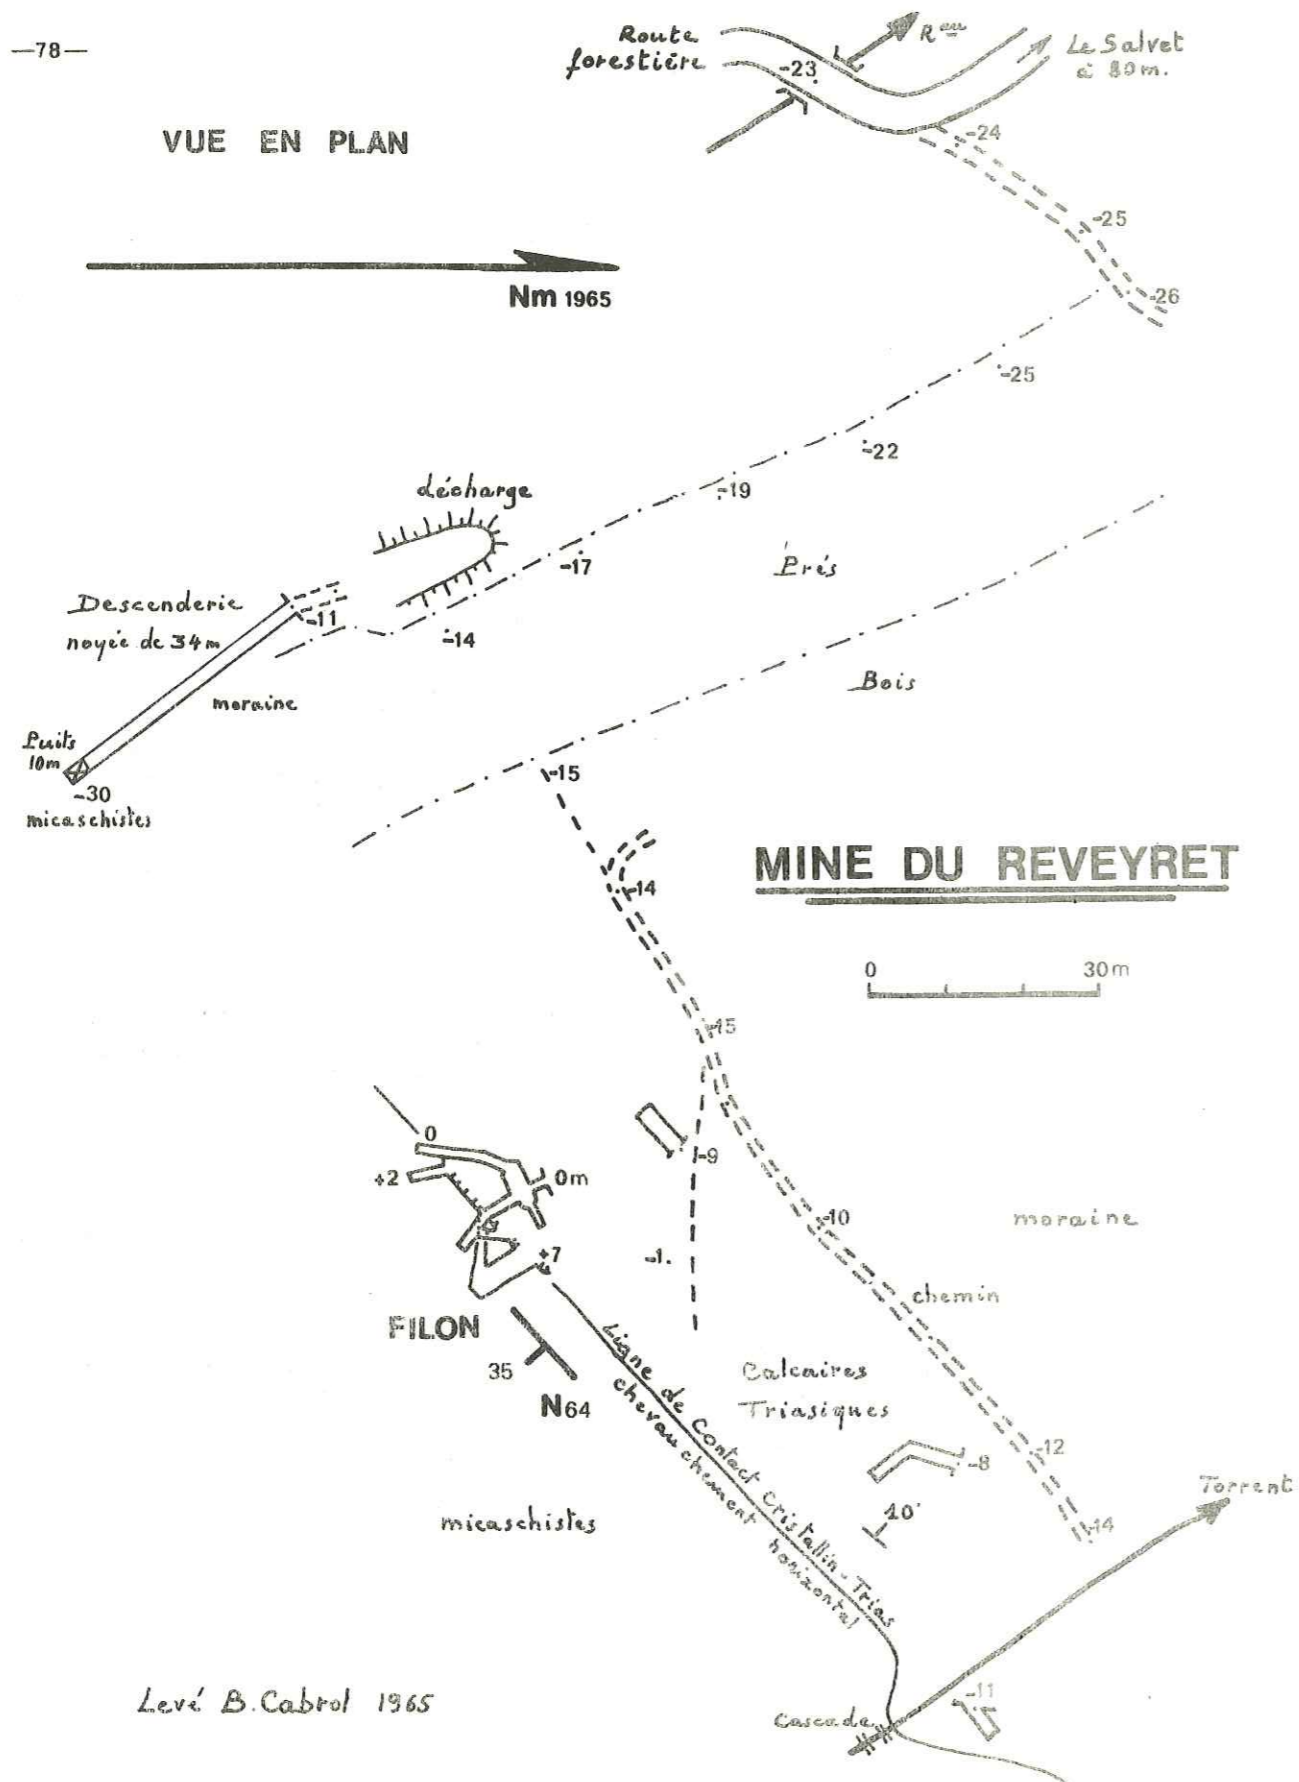 —78—
Route
forestière
Rau
Le Salvet
à 80m.
-23
VUE EN PLAN
-24
-25
Nm 1965
-26
-25
-22
décharge
-19
-17
Prés
Descenderie
noyée de 34m
-11
-14
moraine
Bois
Puits
10m
-30
micaschistes
-15
MINE DU REVEYRET
-14
0 30m
-15
0
+2
0m
-9
-10
moraine
+7
-1.
chemin
FILON
35
N64
Ligne de Contact Cristallin-Trias
chevauchement horizontal
Calcaires
Triasiques
-12
-8
Torrent
10°
-14
micaschistes
-11
Levé B. Cabrol 1965
Cascade